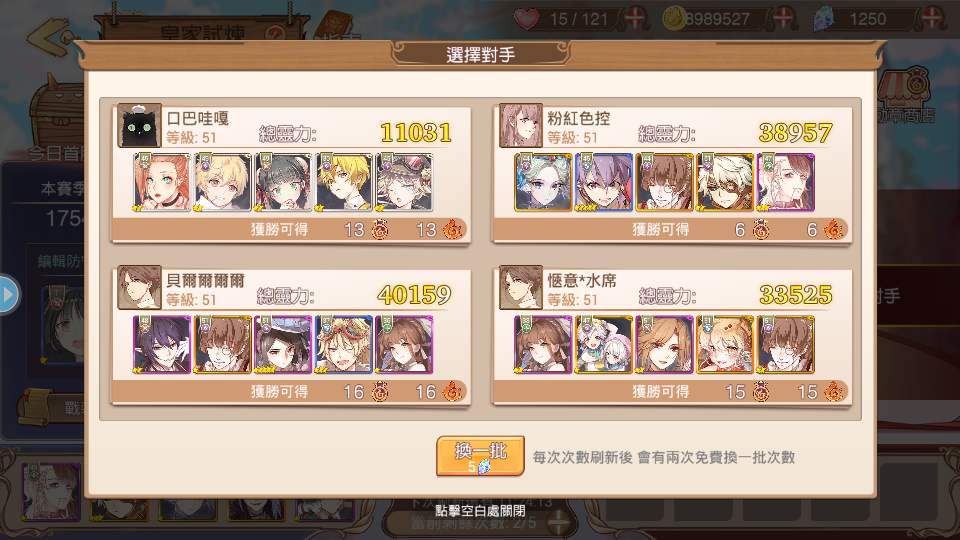 皇家試煉
15 / 121
8989527
1250
選擇對手
口巴哇嘎
等級: 51
總靈力:
11031
獲勝可得
13
13
粉紅色控
等級: 51
總靈力:
38957
獲勝可得
6
6
貝爾爾爾爾
等級: 51
總靈力:
40159
獲勝可得
16
16
愜意*水席
等級: 51
總靈力:
33525
獲勝可得
15
15
換一批
5
每次次數刷新後 會有兩次免費換一批次數
點擊空白處關閉
當前剩餘次數: 2/5
今日首
本賽季
1754
編輯防